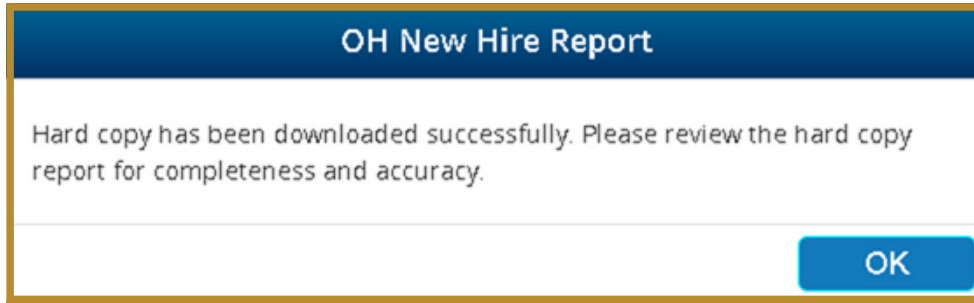 OH New Hire Report
Hard copy has been downloaded successfully. Please review the hard copy
report for completeness and accuracy.
OK